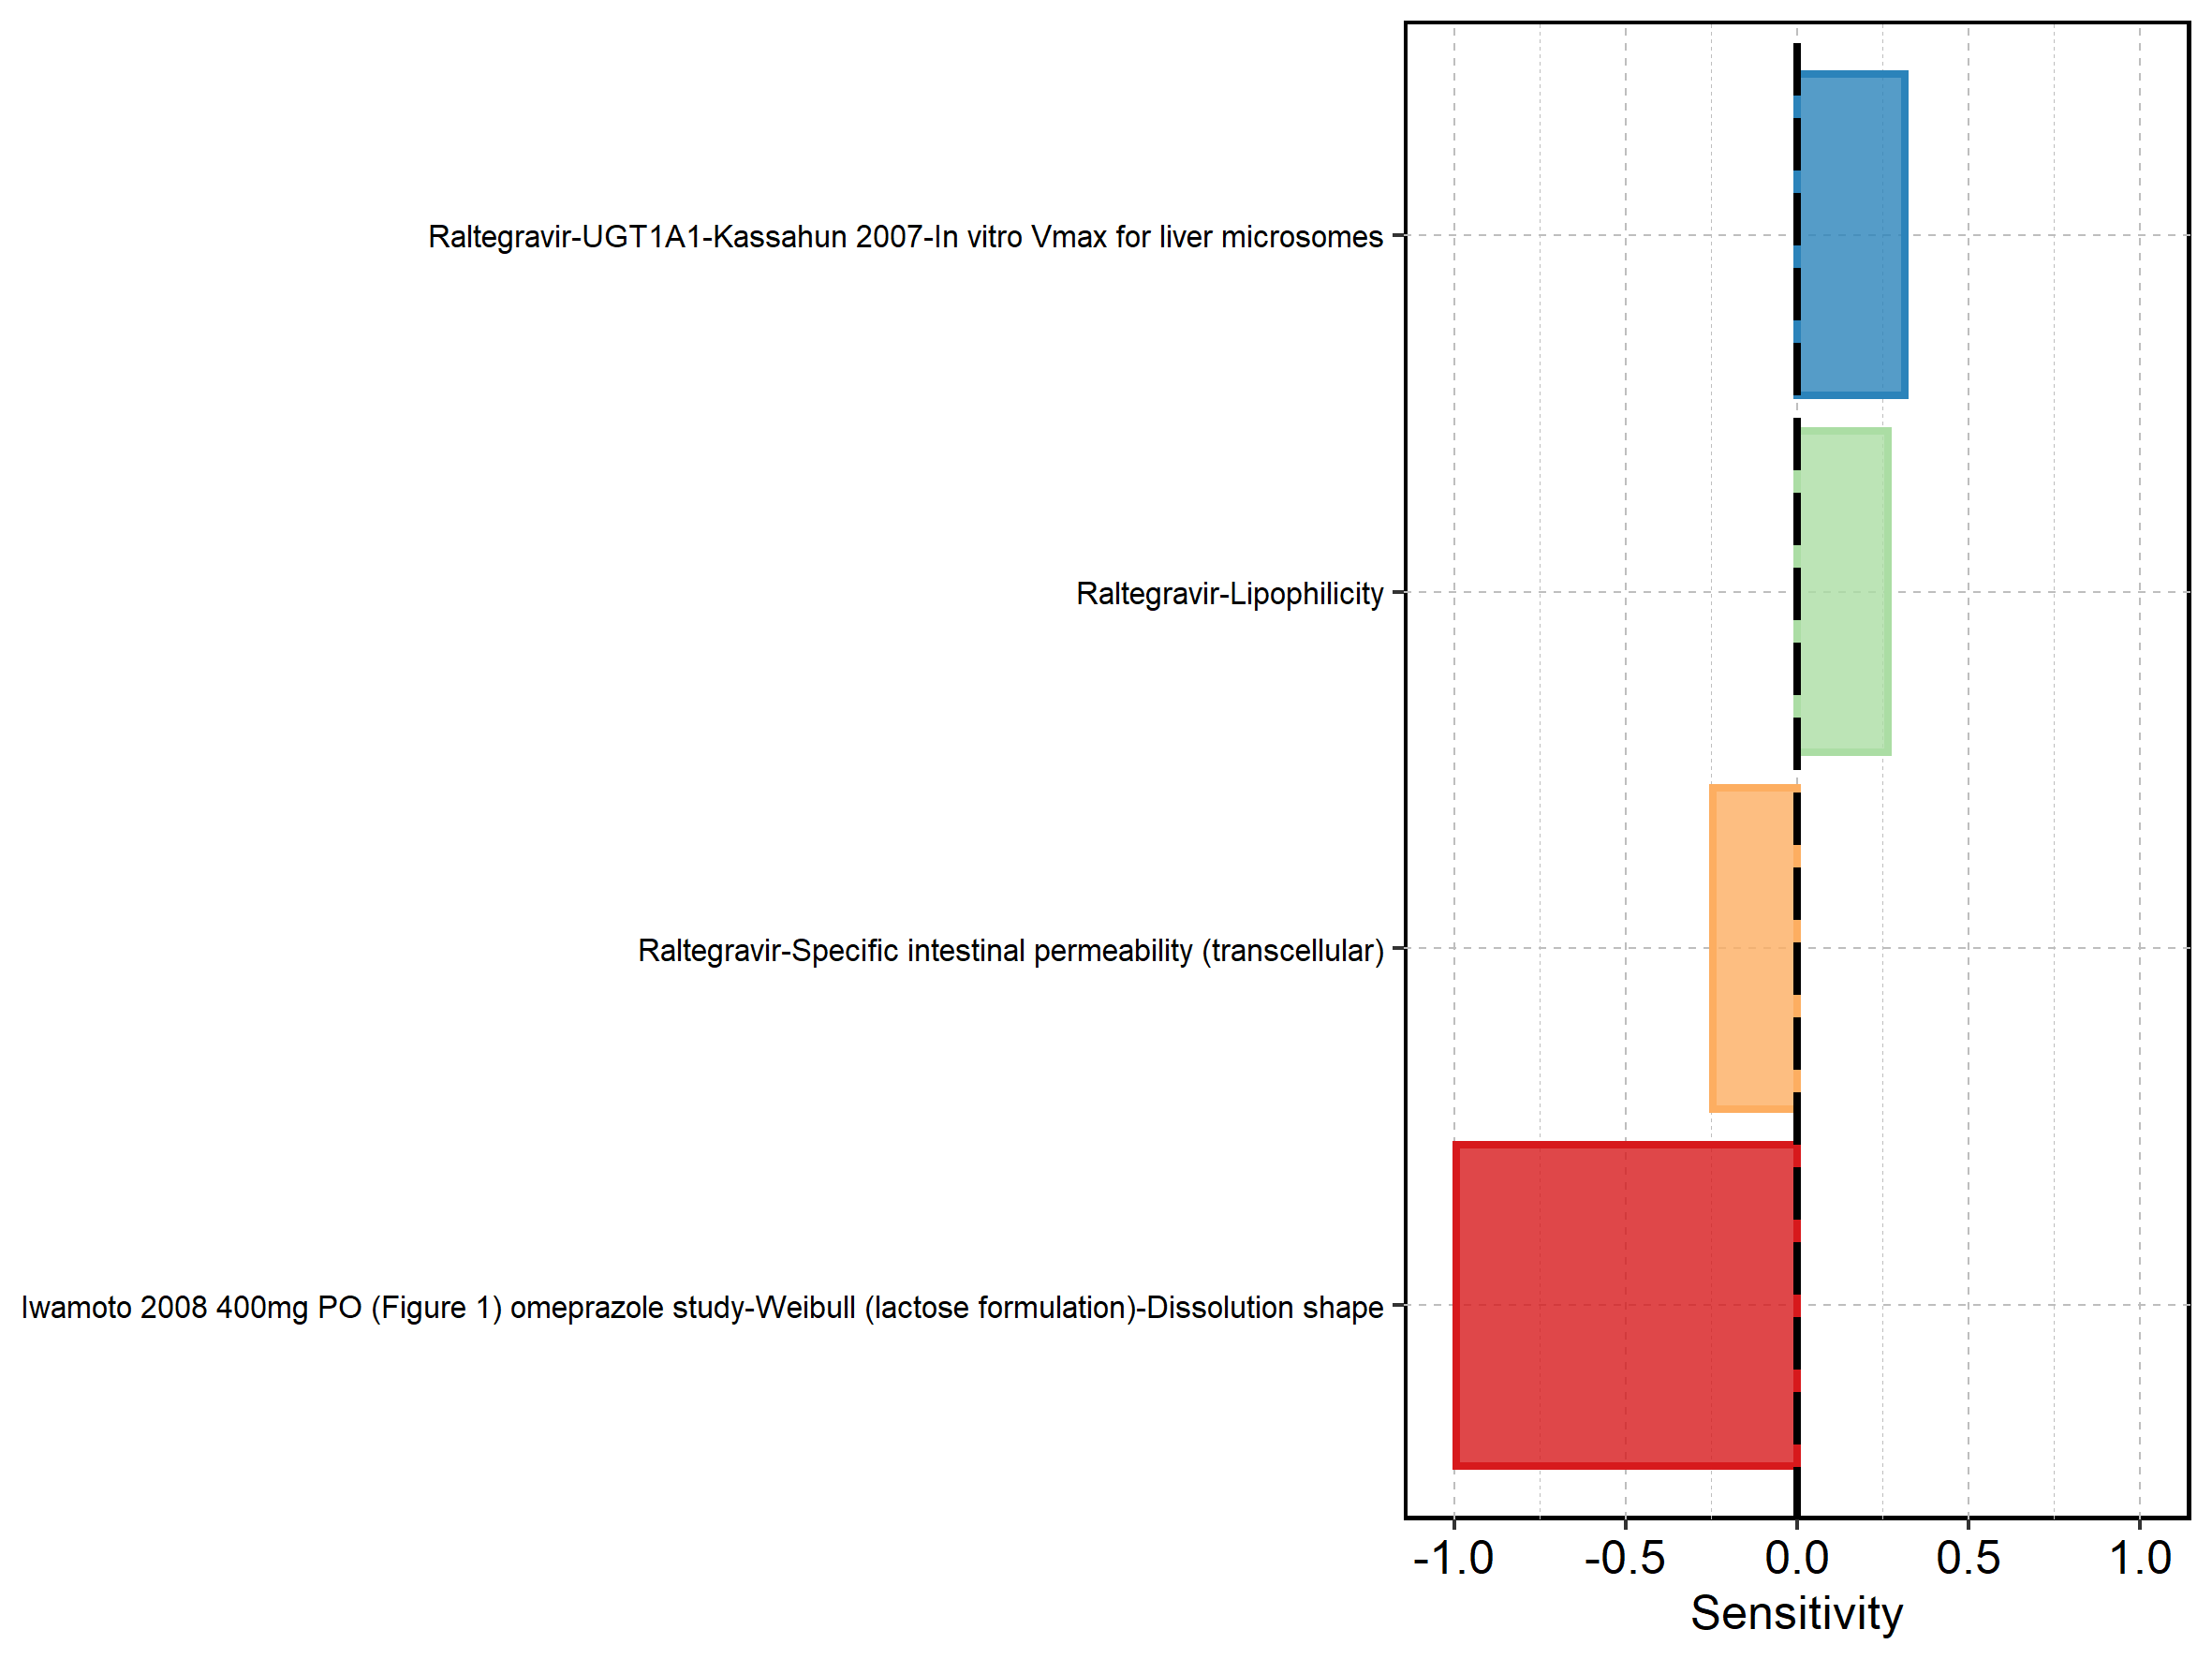 Raltegravir-UGT1A1-Kassahun 2007-In vitro Vmax for liver microsomes
Raltegravir-Lipophilicity
Raltegravir-Specific intestinal permeability (transcellular)
Iwamoto 2008 400mg PO (Figure 1) omeprazole study-Weibull (lactose formulation)-Dissolution shape
-1.0 -0.5 0.0 0.5 1.0
Sensitivity